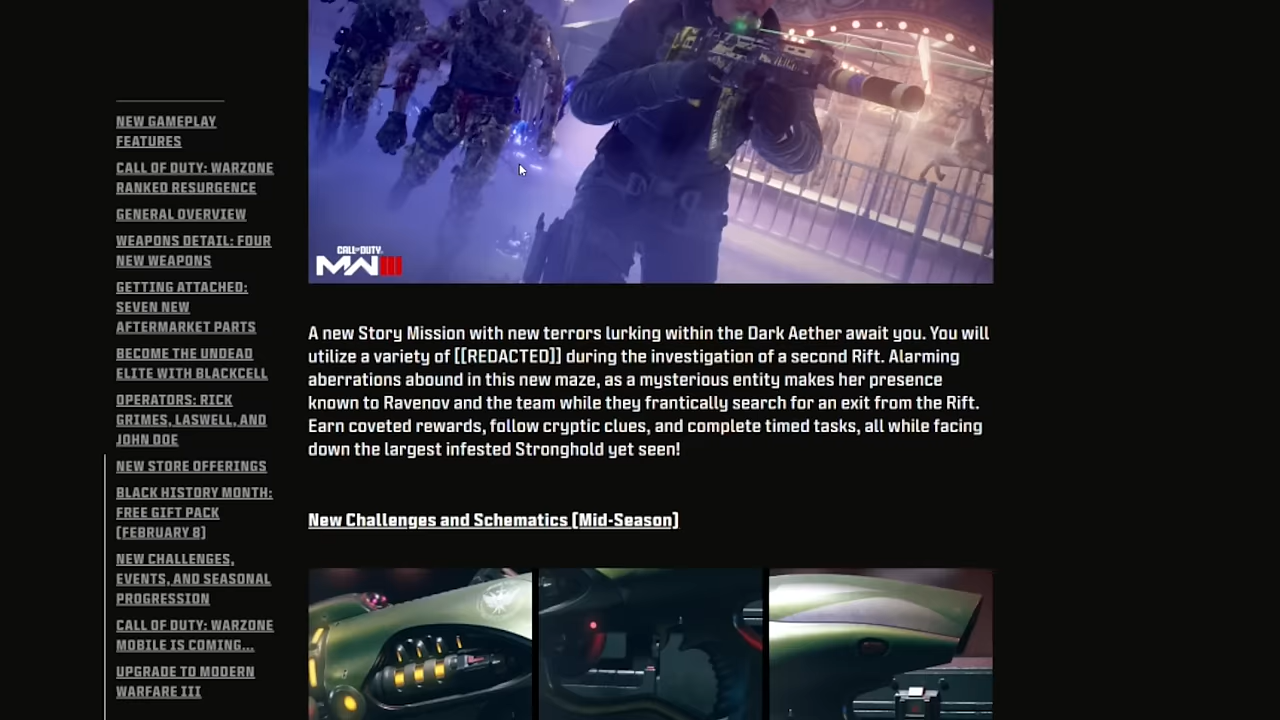 NEW GAMEPLAY
FEATURES
CALL OF DUTY: WARZONE
RANKED RESURGENCE
GENERAL OVERVIEW
WEAPONS DETAIL: FOUR
NEW WEAPONS
GETTING ATTACHED:
SEVEN NEW
AFTERMARKET PARTS
BECOME THE UNDEAD
ELITE WITH BLACKCELL
OPERATORS: RICK
GRIMES, LASWELL, AND
JOHN DOE
NEW STORE OFFERINGS
BLACK HISTORY MONTH:
FREE GIFT PACK
(FEBRUARY 8)
NEW CHALLENGES,
EVENTS, AND SEASONAL
PROGRESSION
CALL OF DUTY: WARZONE
MOBILE IS COMING...
UPGRADE TO MODERN
WARFARE III
CALL OF DUTY
MWIII
A new Story Mission with new terrors lurking within the Dark Aether await you. You will
utilize a variety of [[REDACTED]] during the investigation of a second Rift. Alarming
aberrations abound in this new maze, as a mysterious entity makes her presence
known to Ravenov and the team while they frantically search for an exit from the Rift.
Earn coveted rewards, follow cryptic clues, and complete timed tasks, all while facing
down the largest infested Stronghold yet seen!
New Challenges and Schematics (Mid-Season)